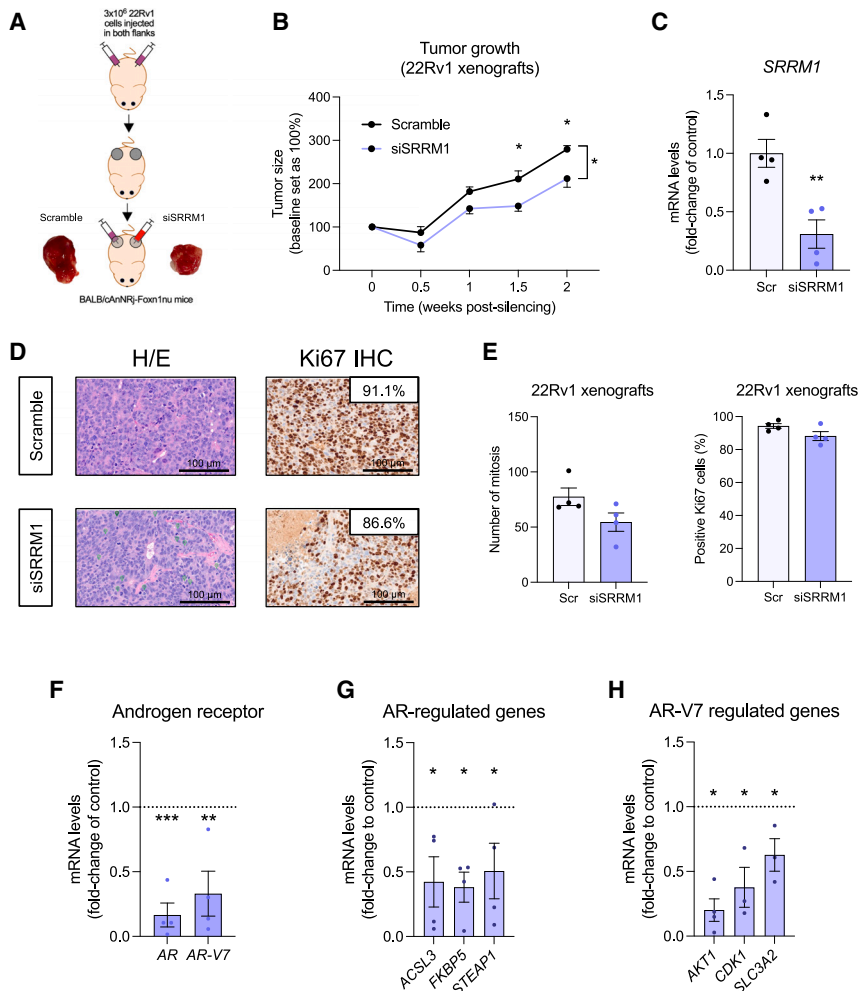 A
3x10⁶ 22Rv1
cells injected
in both flanks
Scramble
siSRRM1
BALB/cAnNRj-Foxn1nu mice
B
Tumor growth
(22Rv1 xenografts)
Tumor size
(baseline set as 100%)
400
300
200
100
0
Scramble
siSRRM1
*
*
*
0 0.5 1 1.5 2
Time (weeks post-silencing)
C
SRRM1
mRNA levels
(fold-change of control)
1.5
1.0
0.5
0.0
**
Scr siSRRM1
D
H/E
Ki67 IHC
Scramble
100 µm
91.1%
100 µm
siSRRM1
100 µm
86.6%
100 µm
E
22Rv1 xenografts
Number of mitosis
150
100
50
0
Scr siSRRM1
22Rv1 xenografts
Positive Ki67 cells (%)
100
80
60
40
20
0
Scr siSRRM1
F
Androgen receptor
mRNA levels
(fold-change of control)
1.5
1.0
0.5
0.0
*** **
AR AR-V7
G
AR-regulated genes
mRNA levels
(fold-change to control)
1.5
1.0
0.5
0.0
* * *
ACSL3 FKBP5 STEAP1
H
AR-V7 regulated genes
mRNA levels
(fold-change to control)
1.5
1.0
0.5
0.0
* * *
AKT1 CDK1 SLC3A2